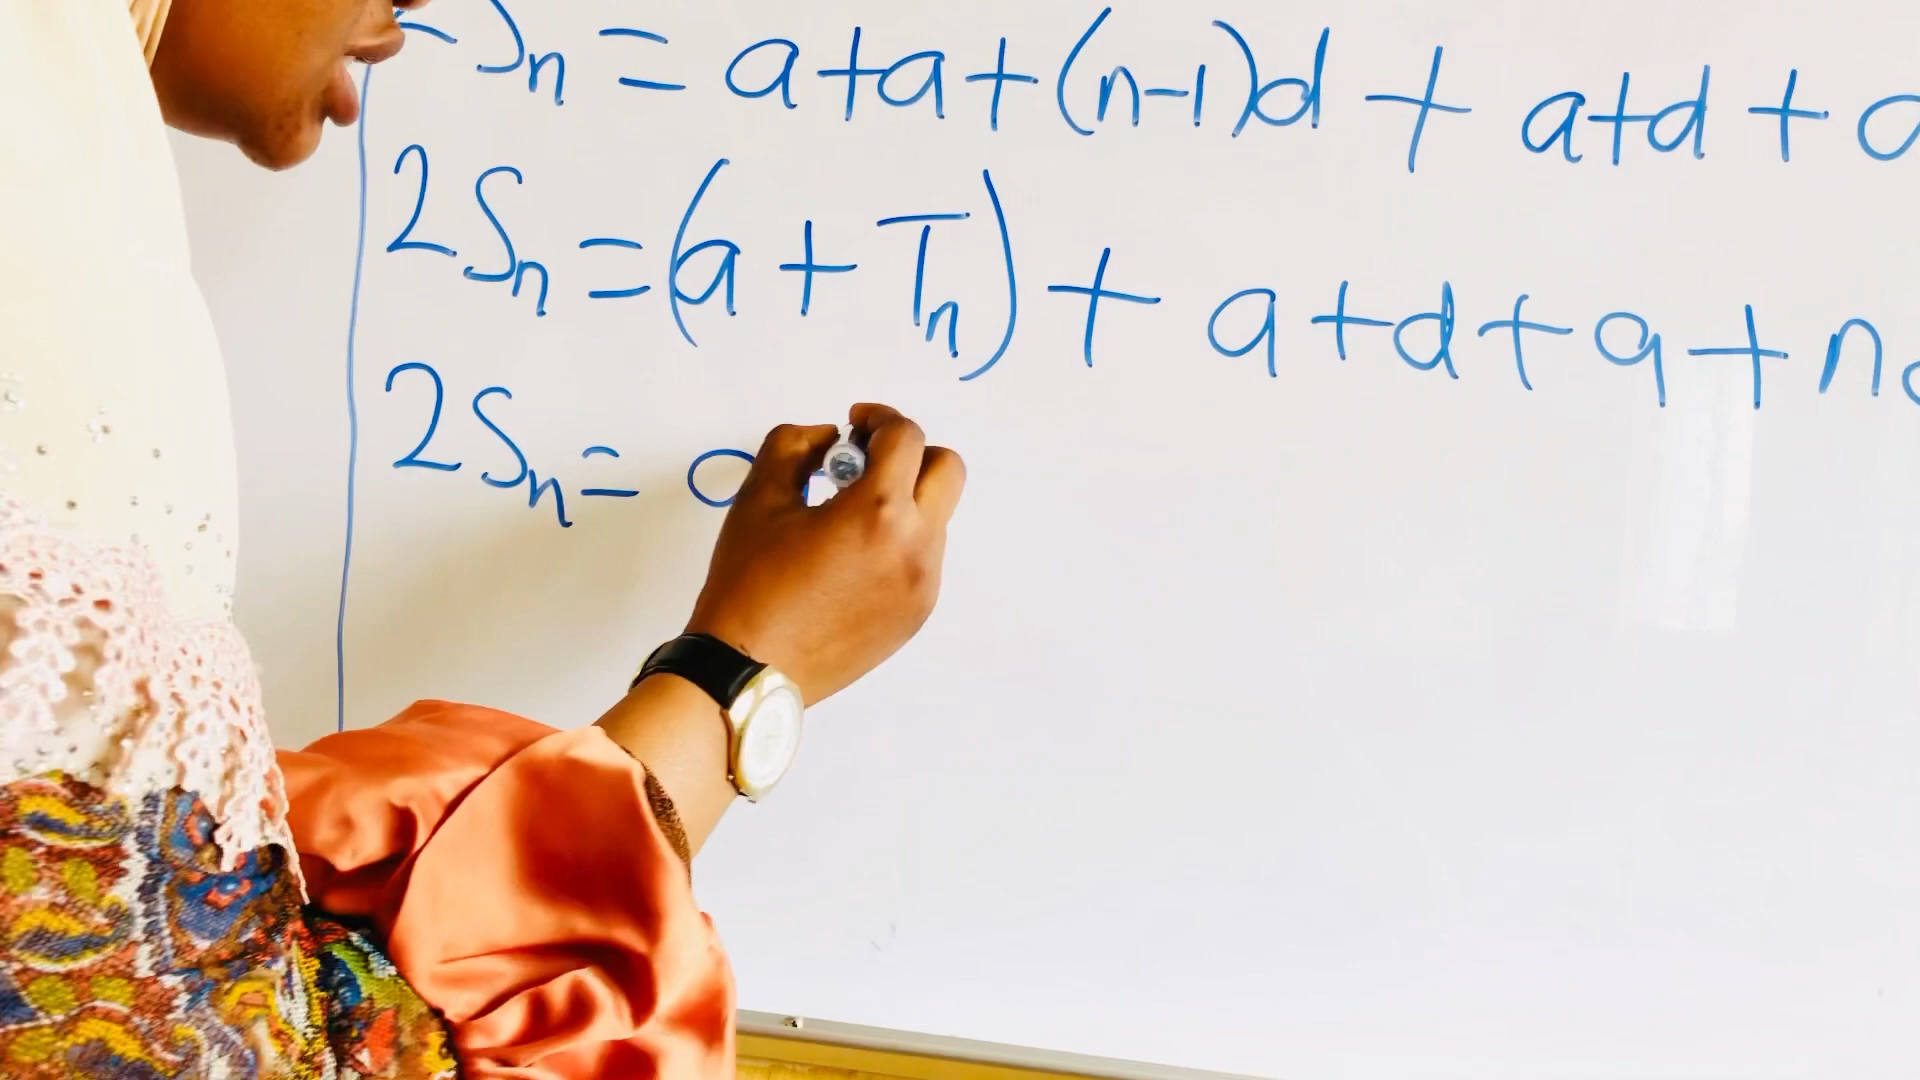 2Sn = a+a+(n-1)d + a+d +
2Sn = (a + Tn) + a+d+a+n
2Sn = a